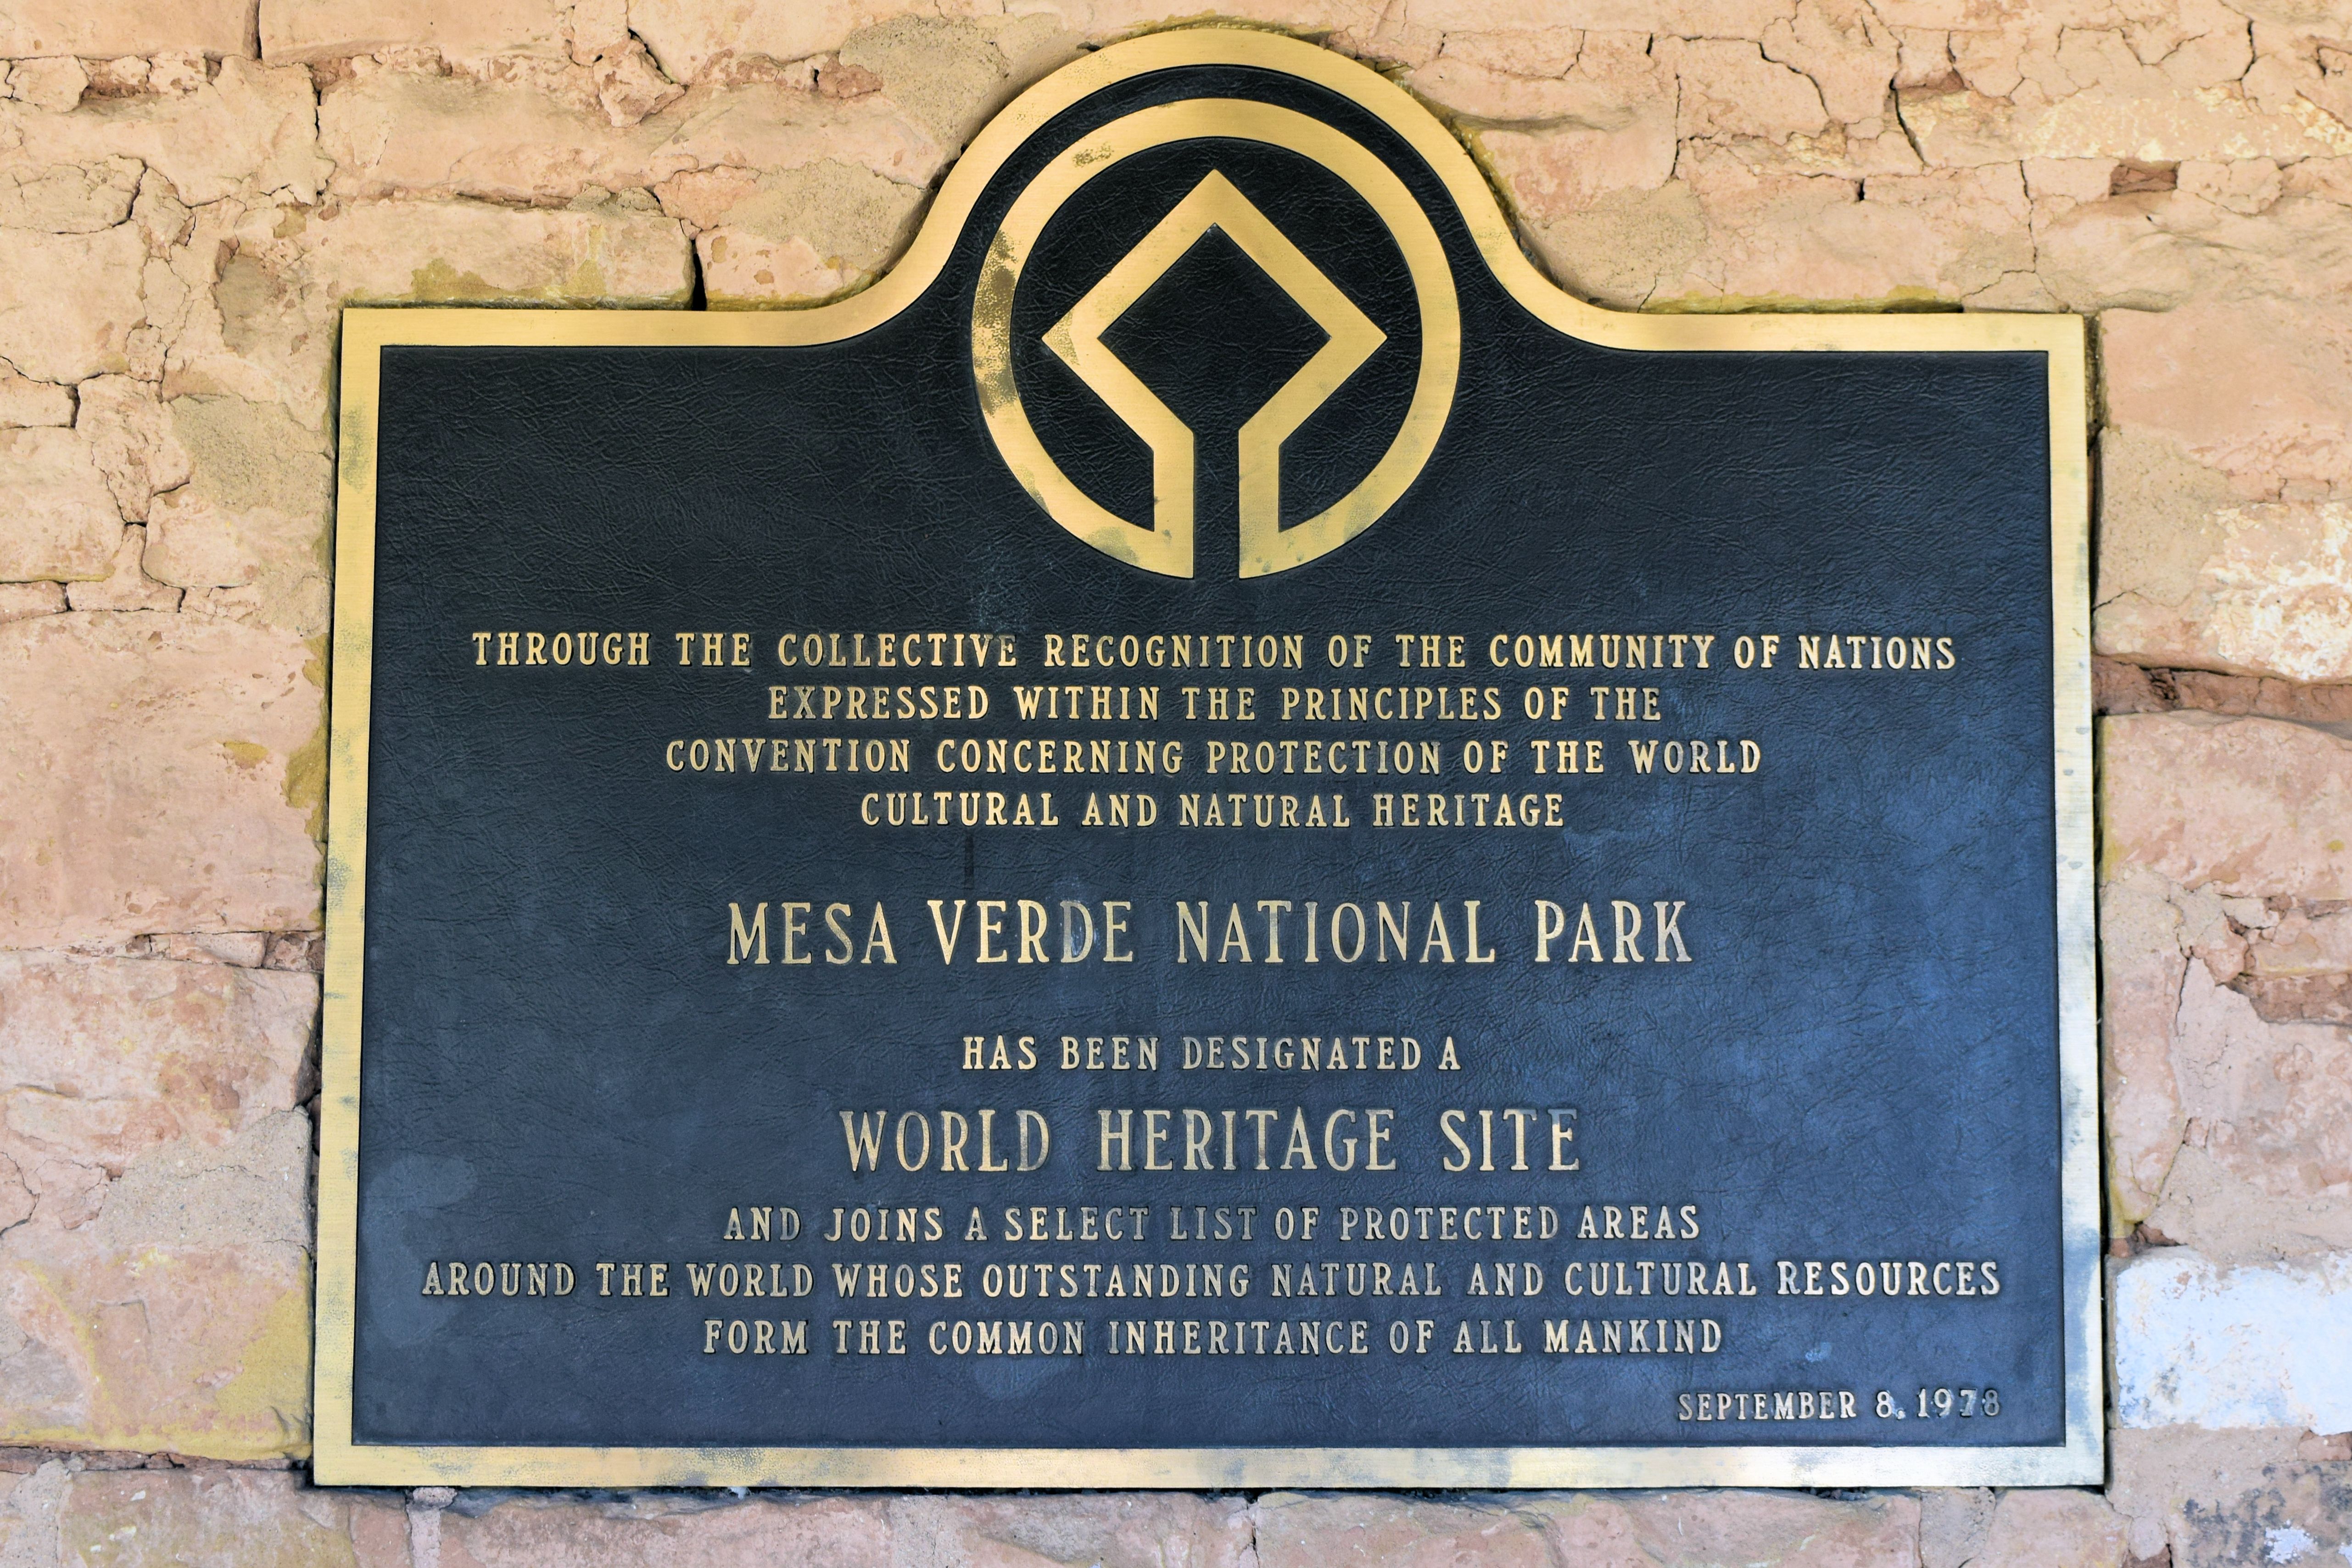 THROUGH THE COLLECTIVE RECOGNITION OF THE COMMUNITY OF NATIONS
EXPRESSED WITHIN THE PRINCIPLES OF THE
CONVENTION CONCERNING PROTECTION OF THE WORLD
CULTURAL AND NATURAL HERITAGE
MESA VERDE NATIONAL PARK
HAS BEEN DESIGNATED A
WORLD HERITAGE SITE
AND JOINS A SELECT LIST OF PROTECTED AREAS
AROUND THE WORLD WHOSE OUTSTANDING NATURAL AND CULTURAL RESOURCES
FORM THE COMMON INHERITANCE OF ALL MANKIND
SEPTEMBER 8, 1978